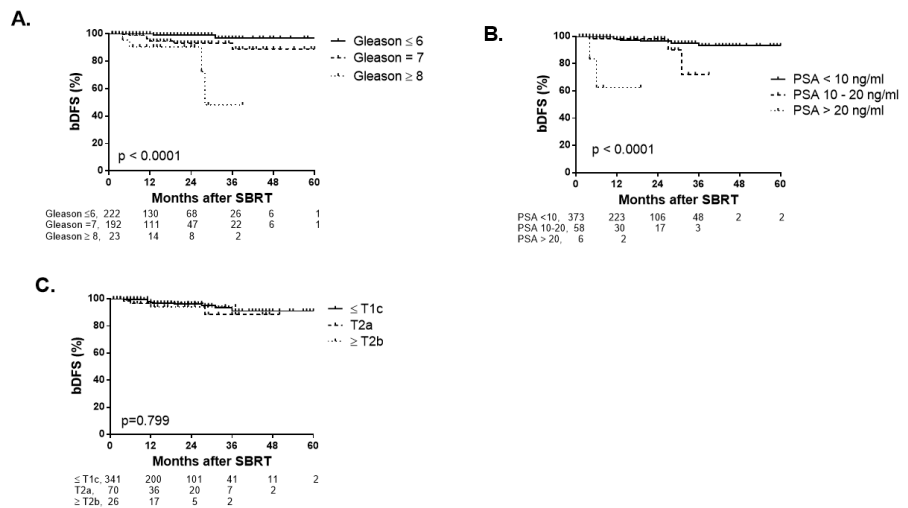 A.
bDFS (%)
100
80
60
40
20
0
p < 0.0001
0 12 24 36 48 60
Months after SBRT
Gleason ≤ 6
Gleason = 7
Gleason ≥ 8
Gleason ≤6, 222 130 68 26 6 1
Gleason =7, 192 111 47 22 6 1
Gleason ≥ 8, 23 14 8 2
B.
bDFS (%)
100
80
60
40
20
0
p < 0.0001
0 12 24 36 48 60
Months after SBRT
PSA < 10 ng/ml
PSA 10 - 20 ng/ml
PSA > 20 ng/ml
PSA <10, 373 223 106 48 2 2
PSA 10-20, 58 30 17 3
PSA > 20, 6 2
C.
bDFS (%)
100
80
60
40
20
0
p=0.799
0 12 24 36 48 60
Months after SBRT
≤ T1c
T2a
≥ T2b
≤ T1c, 341 200 101 41 11 2
T2a, 70 36 20 7 2
≥ T2b, 26 17 5 2